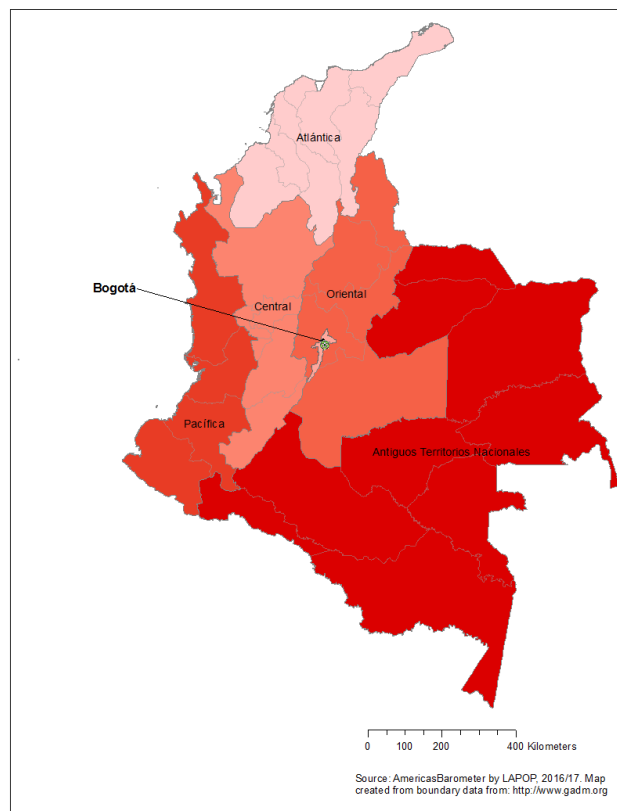 Atlántica
Bogotá
Oriental
Central
Pacífica
Antiguos Territorios Nacionales
0 100 200 400 Kilometers
Source: AmericasBarometer by LAPOP, 2016/17. Map
created from boundary data from: http://www.gadm.org